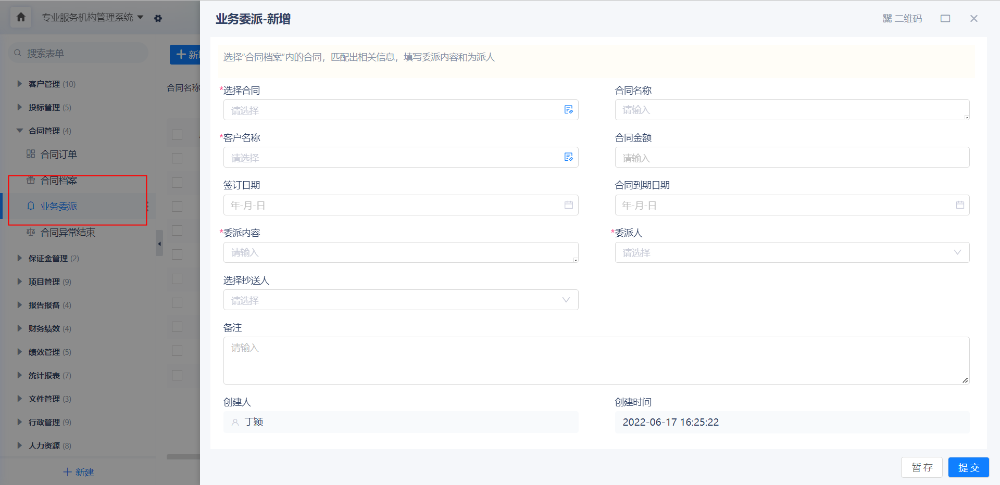 专业服务机构管理系统
搜索表单
客户管理 (10)
投标管理 (5)
合同管理 (4)
合同订单
合同档案
业务委派
合同异常结束
保证金管理 (2)
项目管理 (9)
报告报备 (4)
财务绩效 (4)
绩效管理 (5)
统计报表 (7)
文件管理 (3)
行政管理 (9)
人力资源 (8)
新建
合同名称
业务委派-新增
二维码
选择“合同档案”内的合同，匹配出相关信息，填写委派内容和为派人
*选择合同
请选择
合同名称
请输入
*客户名称
请选择
合同金额
请输入
签订日期
年-月-日
合同到期日期
年-月-日
*委派内容
请输入
*委派人
请选择
选择抄送人
请选择
备注
请输入
创建人
丁颖
创建时间
2022-06-17 16:25:22
暂存
提交